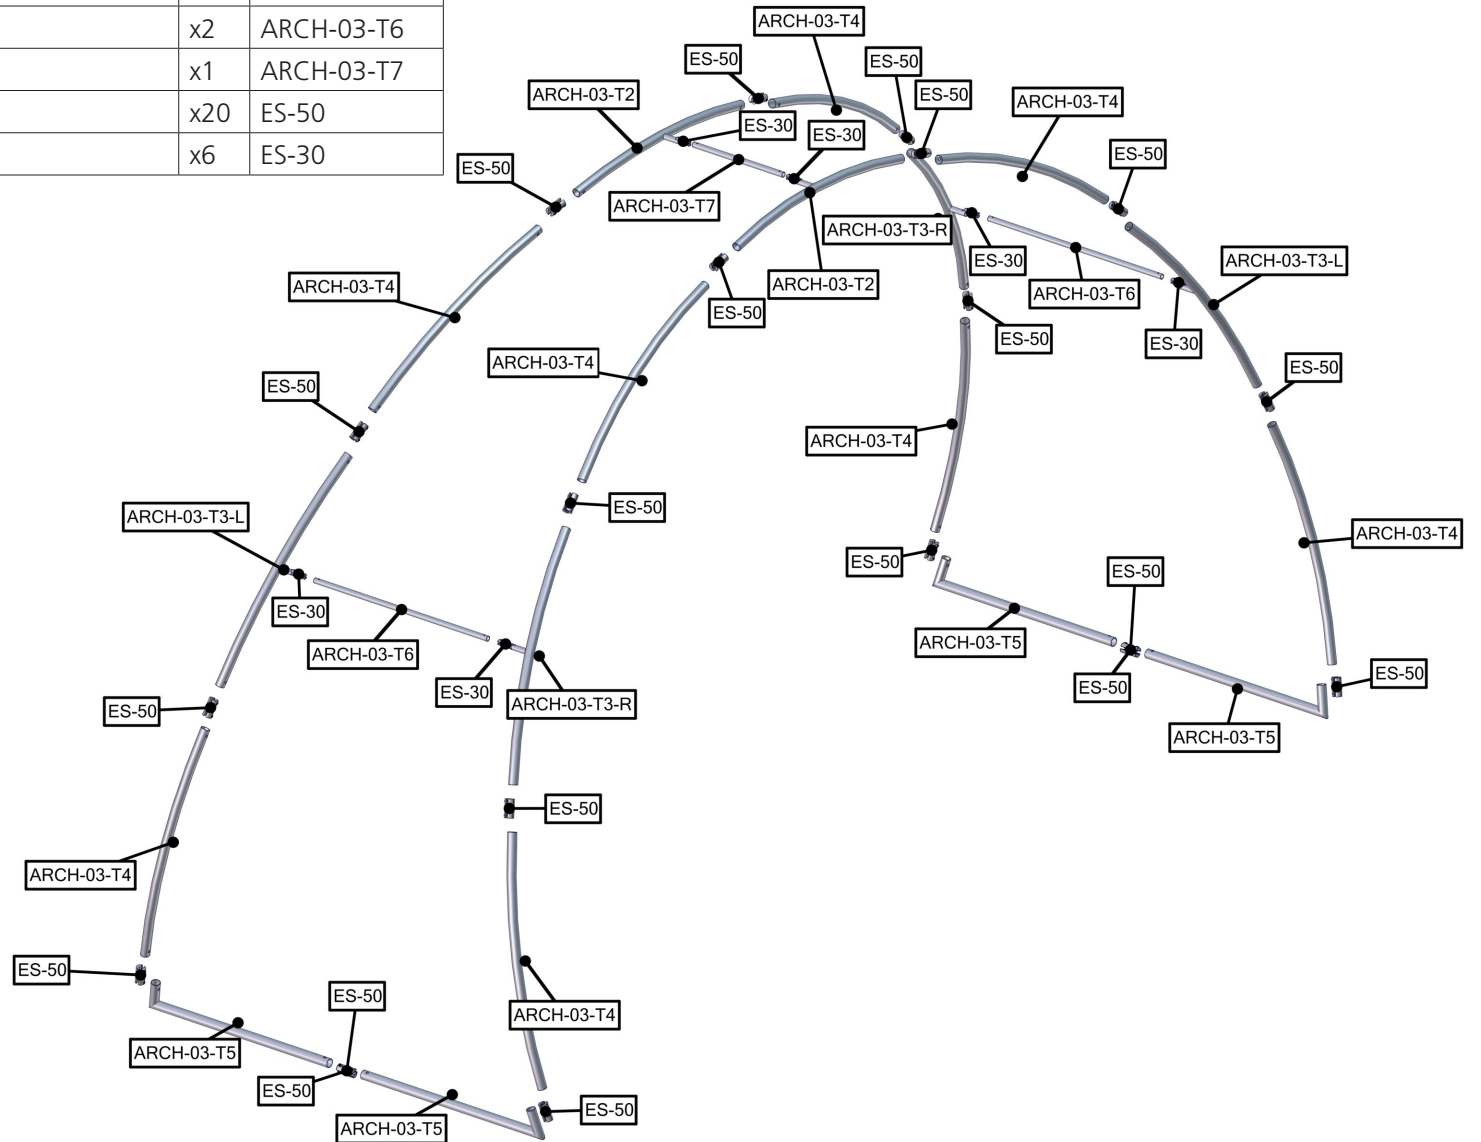 x2 ARCH-03-T6
x1 ARCH-03-T7
x20 ES-50
x6 ES-30
ARCH-03-T4
ES-50
ES-50
ARCH-03-T2
ES-50
ARCH-03-T4
ES-30
ES-30
ES-50
ES-50
ARCH-03-T7
ARCH-03-T3-R
ES-30
ARCH-03-T3-L
ARCH-03-T4
ARCH-03-T2
ARCH-03-T6
ES-50
ES-50
ES-30
ARCH-03-T4
ES-50
ES-50
ARCH-03-T4
ES-50
ARCH-03-T3-L
ARCH-03-T4
ES-50
ES-50
ES-30
ARCH-03-T6
ARCH-03-T5
ES-50
ES-30
ES-50
ARCH-03-T3-R
ES-50
ARCH-03-T5
ES-50
ARCH-03-T4
ES-50
ES-50
ARCH-03-T4
ARCH-03-T5
ES-50
ES-50
ARCH-03-T5